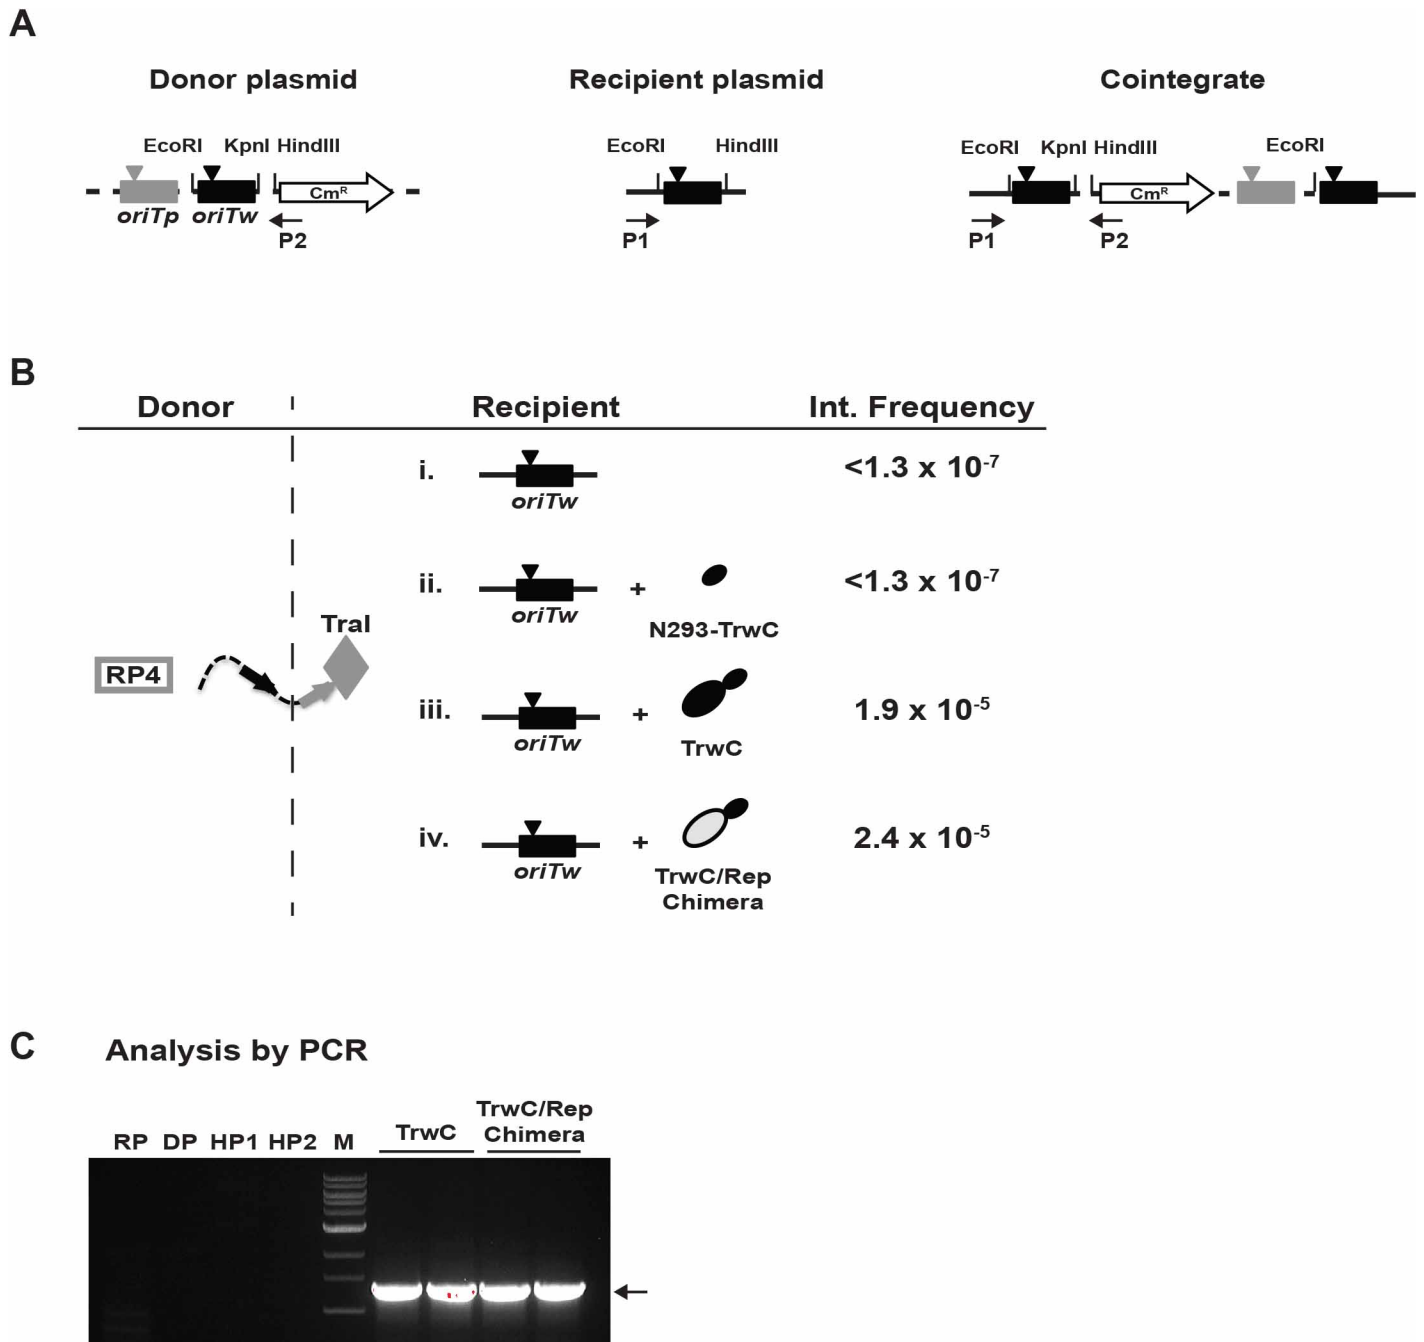 A
Donor plasmid
Recipient plasmid
Cointegrate
EcoRI KpnI HindIII
EcoRI HindIII
EcoRI KpnI HindIII EcoRI
CmR
CmR
oriTp oriTw
P2
P1
P1 P2
B
Donor Recipient Int. Frequency
i. <1.3 x 10-7
oriTw
ii. + <1.3 x 10-7
oriTw
N293-TrwC
TraI
RP4
iii. + 1.9 x 10-5
oriTw
TrwC
iv. + 2.4 x 10-5
oriTw
TrwC/Rep
Chimera
C
Analysis by PCR
RP DP HP1 HP2 M
TrwC
TrwC/Rep
Chimera